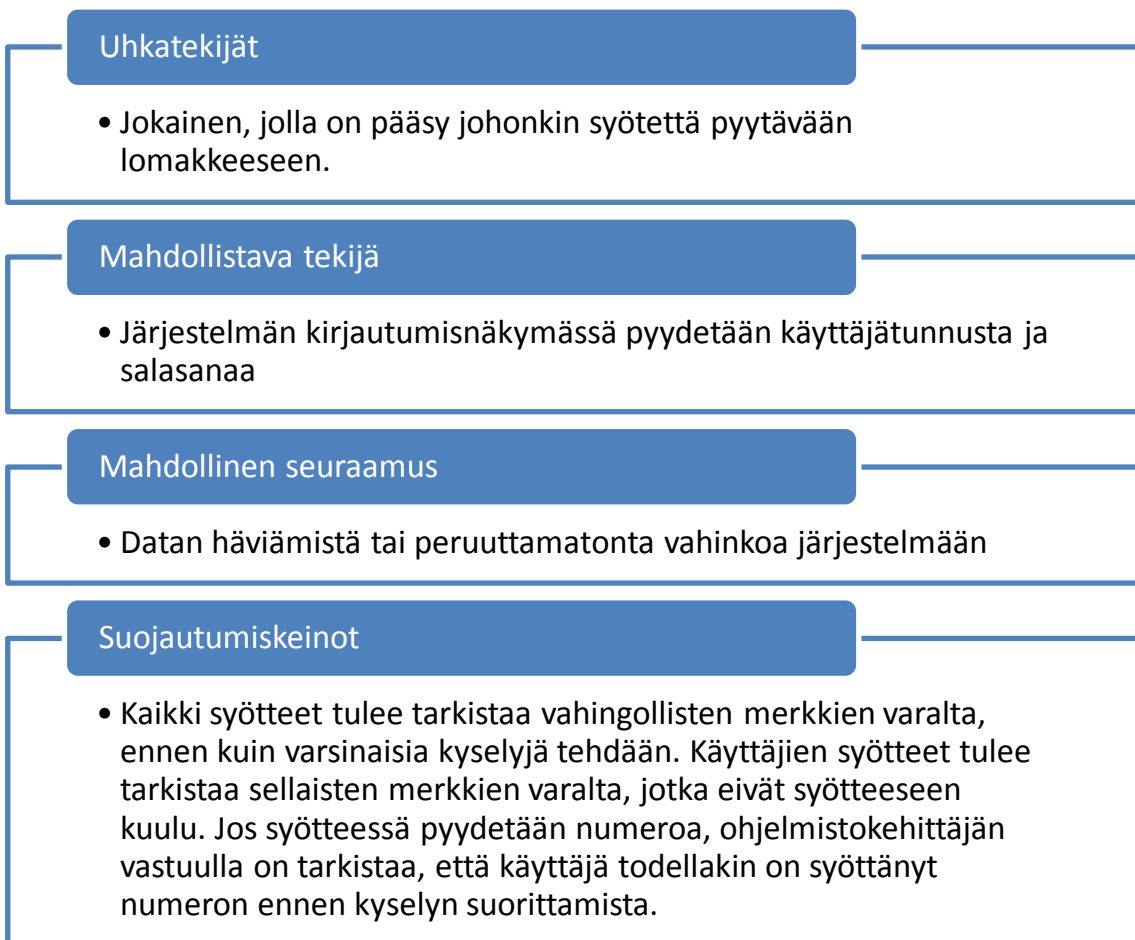 Uhkatekijät
• Jokainen, jolla on pääsy johonkin syötettä pyytävään
lomakkeeseen.
Mahdollistava tekijä
• Järjestelmän kirjautumisnäkymässä pyydetään käyttäjätunnusta ja
salasanaa
Mahdollinen seuraamus
• Datan häviämistä tai peruuttamatonta vahinkoa järjestelmään
Suojautumiskeinot
• Kaikki syötteet tulee tarkistaa vahingollisten merkkien varalta,
ennen kuin varsinaisia kyselyjä tehdään. Käyttäjien syötteet tulee
tarkistaa sellaisten merkkien varalta, jotka eivät syötteeseen
kuulu. Jos syötteessä pyydetään numeroa, ohjelmistokehittäjän
vastuulla on tarkistaa, että käyttäjä todellakin on syöttänyt
numeron ennen kyselyn suorittamista.